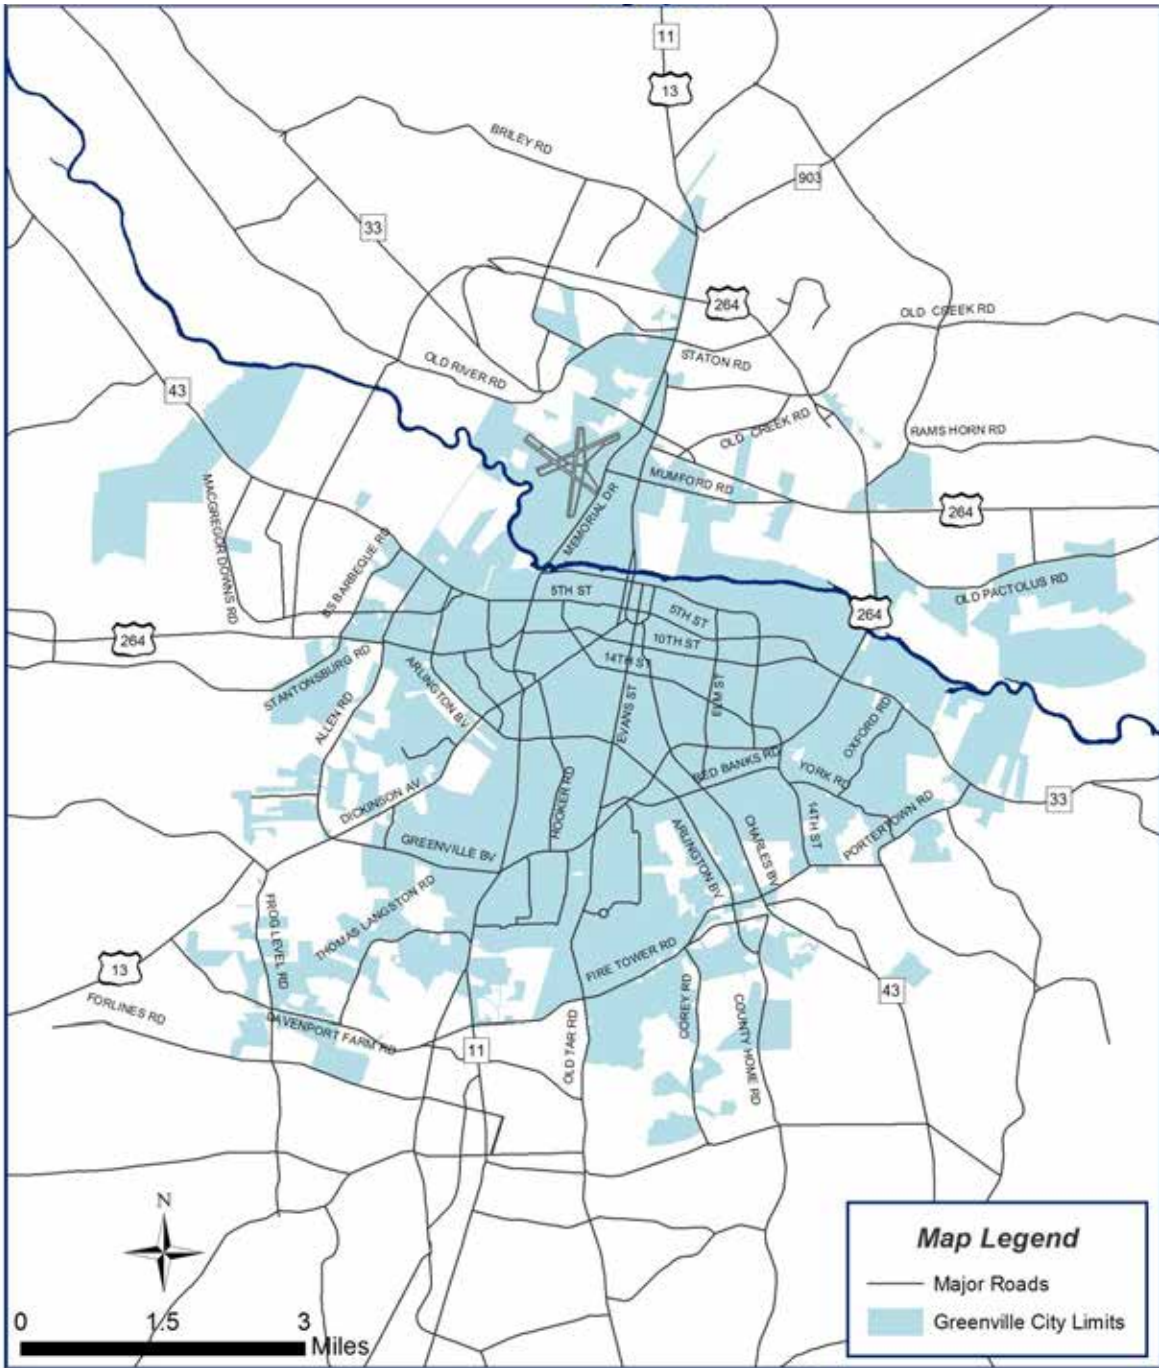 11
13
BRILEY RD
903
33
264
OLD CREEK RD
STATON RD
OLD RIVER RD
43
OLD CREEK RD
RAMS HORN RD
MUMFORD RD
MACGREGOR DOWNS RD
264
MEMORIAL DR
BS BARBEQUE RD
OLD PACTOLUS RD
5TH ST
5TH ST
264
264
10TH ST
14TH ST
STANTONSBURG RD
ARLINGTON BV
ELM ST
ALLEN RD
EVANS ST
OXFORD RD
RED BANKS RD
YORK RD
HOOKER RD
DICKINSON AV
33
14TH ST
PORTERTOWN RD
GREENVILLE BV
ARLINGTON BV
CHARLES BV
THOMAS LANGSTON RD
FROG LEVEL RD
FIRE TOWER RD
13
43
FORLINES RD
COREY RD
COUNTY HOME RD
DAVENPORT FARM RD
OLD TAR RD
11
N
Map Legend
Major Roads
Greenville City Limits
0 1.5 3
Miles